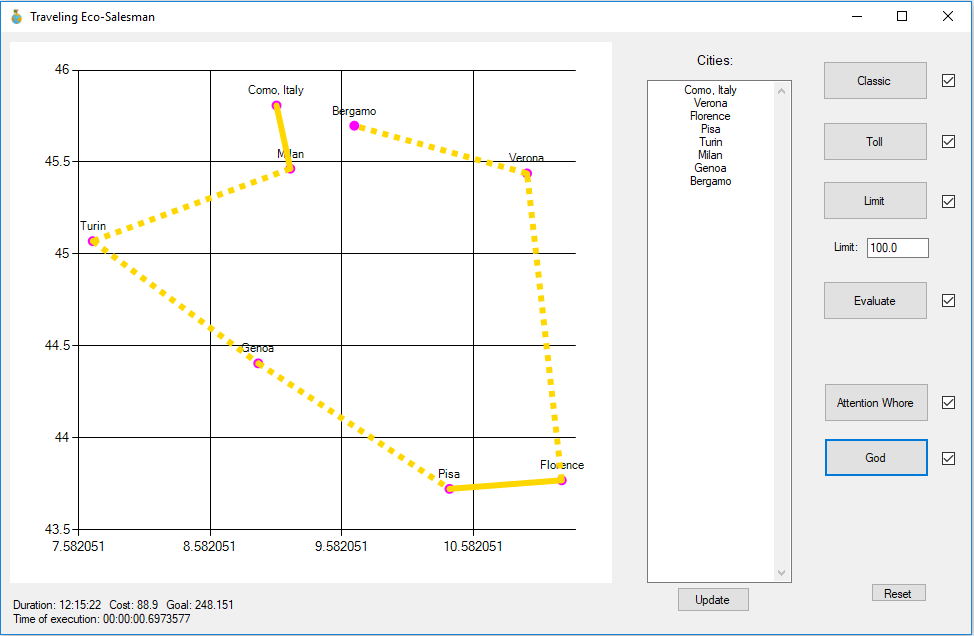 Traveling Eco-Salesman
46
45.5
45
44.5
44
43.5
7.582051
8.582051
9.582051
10.582051
Como, Italy
Bergamo
Milan
Verona
Turin
Genoa
Pisa
Florence
Duration: 12:15:22 Cost: 88.9 Goal: 248.151
Time of execution: 00:00:00.6973577
Cities:
Como, Italy
Verona
Florence
Pisa
Turin
Milan
Genoa
Bergamo
Update
Classic
Toll
Limit
Limit: 100.0
Evaluate
Attention Whore
God
Reset